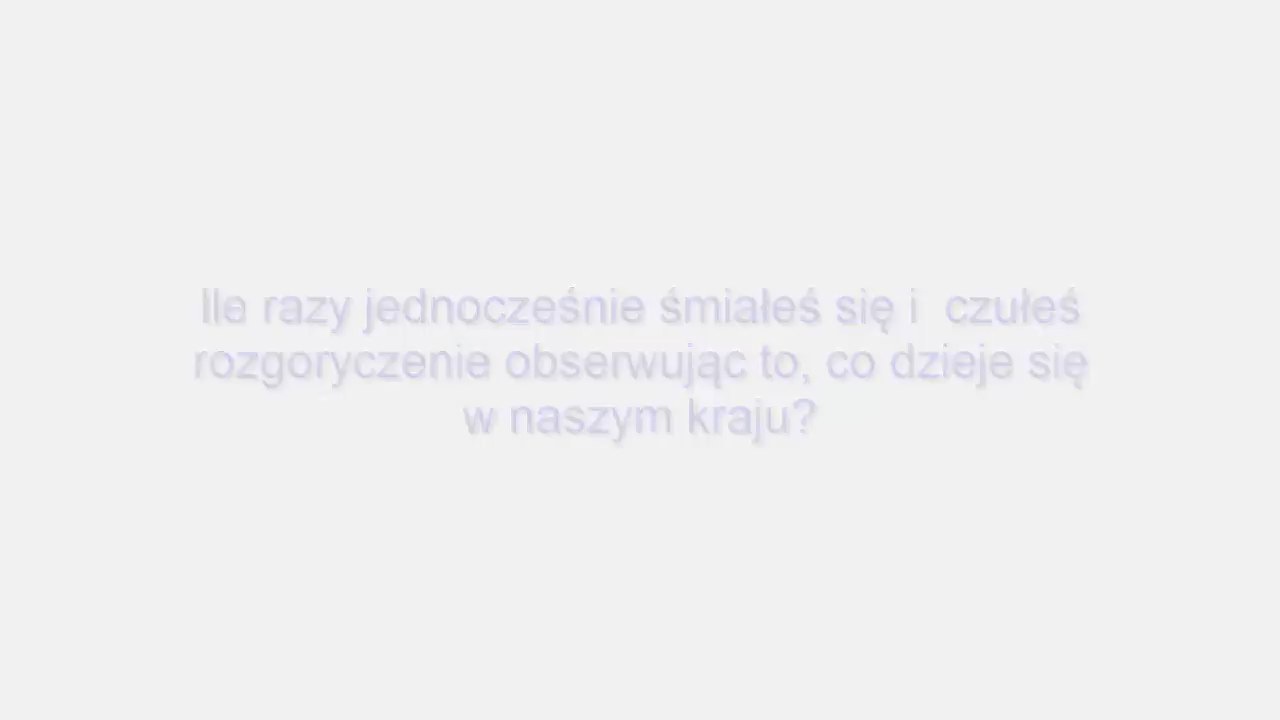 Ile razy jednocześnie śmiałeś się i  czułeś
rozgoryczenie obserwując to, co dzieje się
w naszym kraju?